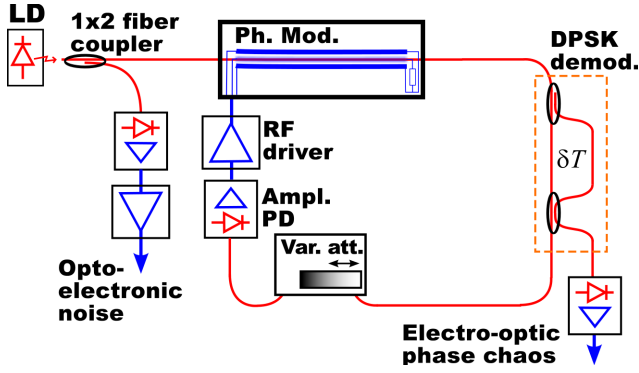 LD
1x2 fiber
coupler
Ph. Mod.
DPSK
demod.
RF
driver
δT
Ampl.
PD
Var. att.
Opto-
electronic
noise
Electro-optic
phase chaos